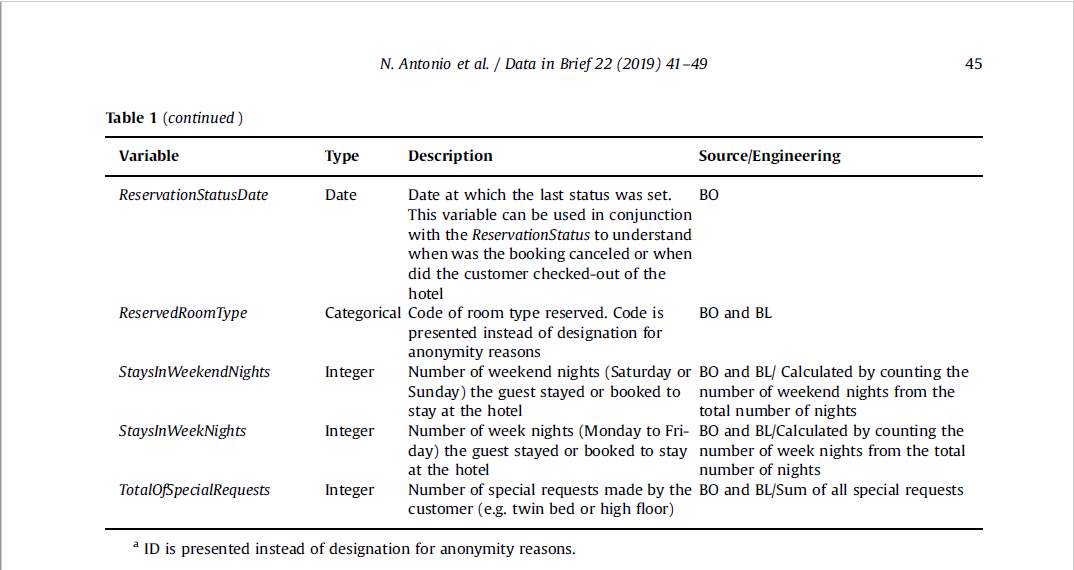 N. Antonio et al. / Data in Brief 22 (2019) 41–49 45
Table 1 (continued )
Variable Type Description Source/Engineering
ReservationStatusDate Date Date at which the last status was set. BO
This variable can be used in conjunction
with the ReservationStatus to understand
when was the booking canceled or when
did the customer checked-out of the
hotel
ReservedRoomType Categorical Code of room type reserved. Code is BO and BL
presented instead of designation for
anonymity reasons
StaysInWeekendNights Integer Number of weekend nights (Saturday or BO and BL/ Calculated by counting the
Sunday) the guest stayed or booked to number of weekend nights from the
stay at the hotel total number of nights
StaysInWeekNights Integer Number of week nights (Monday to Fri- BO and BL/Calculated by counting the
day) the guest stayed or booked to stay number of week nights from the total
at the hotel number of nights
TotalOfSpecialRequests Integer Number of special requests made by the BO and BL/Sum of all special requests
customer (e.g. twin bed or high floor)
a ID is presented instead of designation for anonymity reasons.